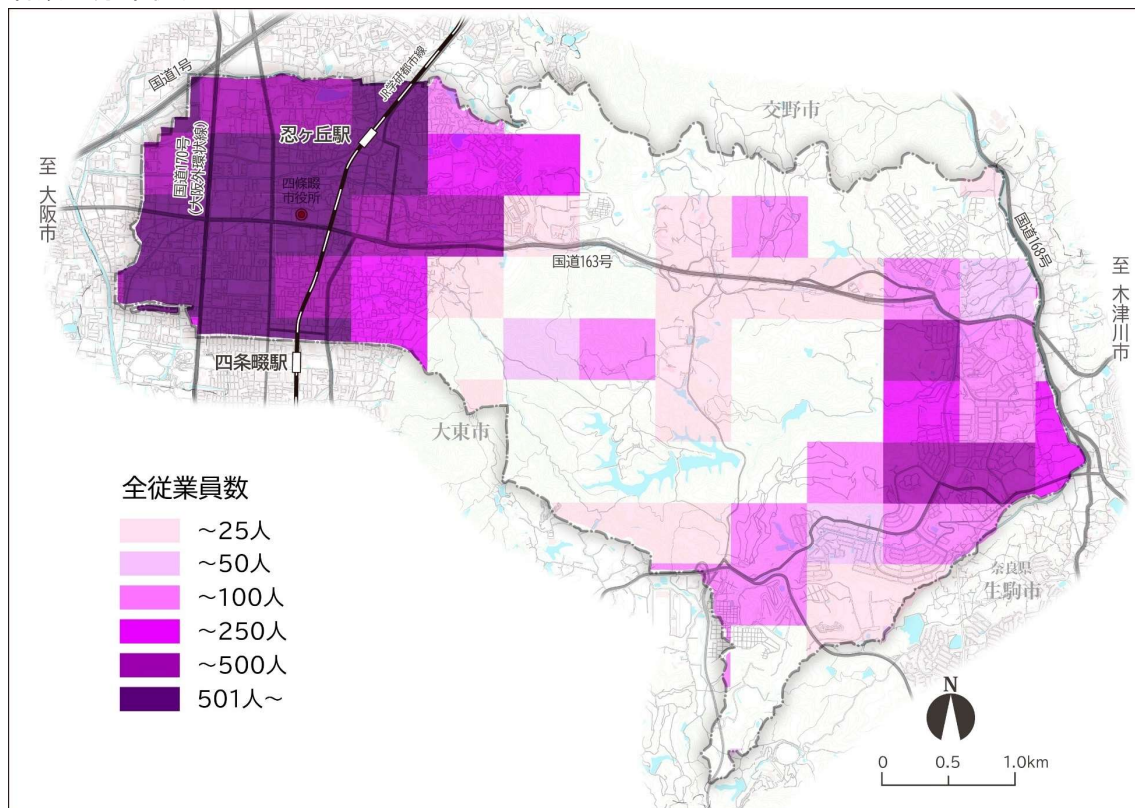 国道1号
JR学研都市線
交野市
忍ヶ丘駅
国道170号
(大阪外環状線)
至 大阪市
四條畷
市役所
国道168号
国道163号
至 木津川市
四条畷駅
大東市
全従業員数
～25人
～50人
～100人
～250人
～500人
501人～
奈良県
生駒市
N
0 0.5 1.0km